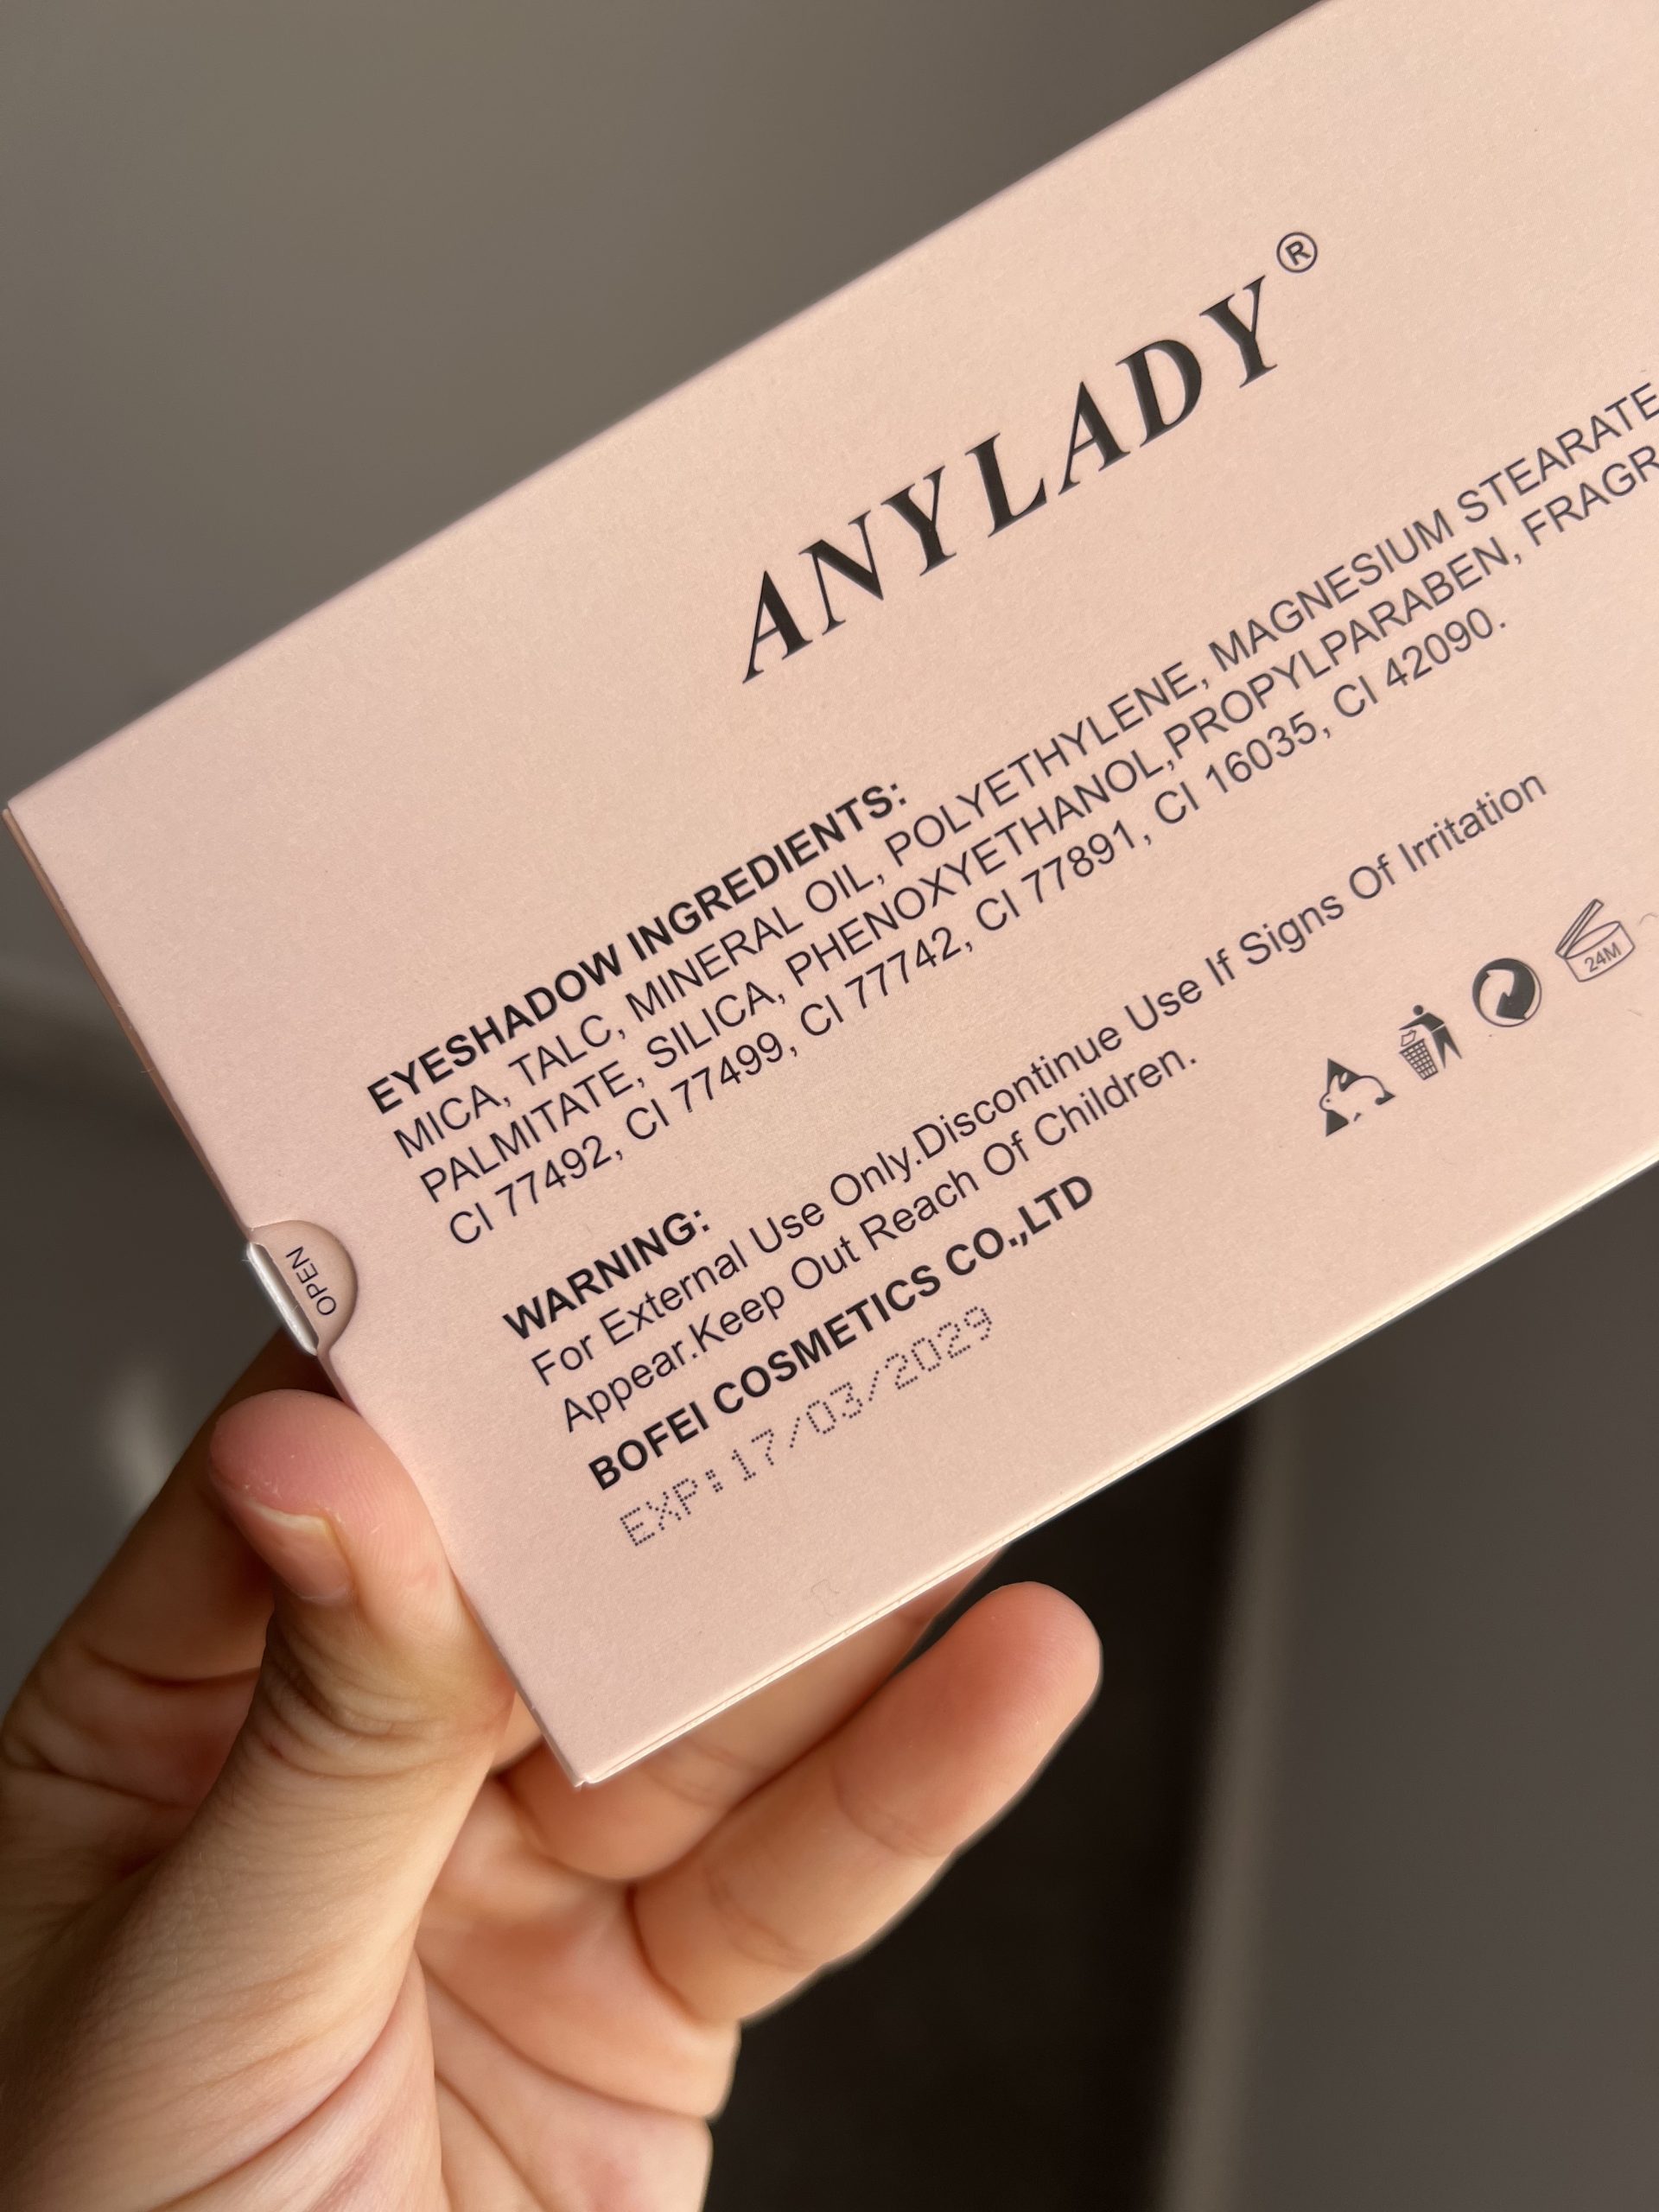 ANYLADY®
EYESHADOW INGREDIENTS:
MICA, TALC, MINERAL OIL, POLYETHYLENE, MAGNESIUM STEARATE
PALMITATE, SILICA, PHENOXYETHANOL,PROPYLPARABEN,
CI 77492, CI 77499, CI 77742, CI 77891, CI 16035, CI 42090.
WARNING:
For External Use Only.Discontinue Use If Signs Of Irritation
Appear.Keep Out Reach Of Children.
BOFEI COSMETICS CO.,LTD
EXP:17/03/2029
24M
OPEN